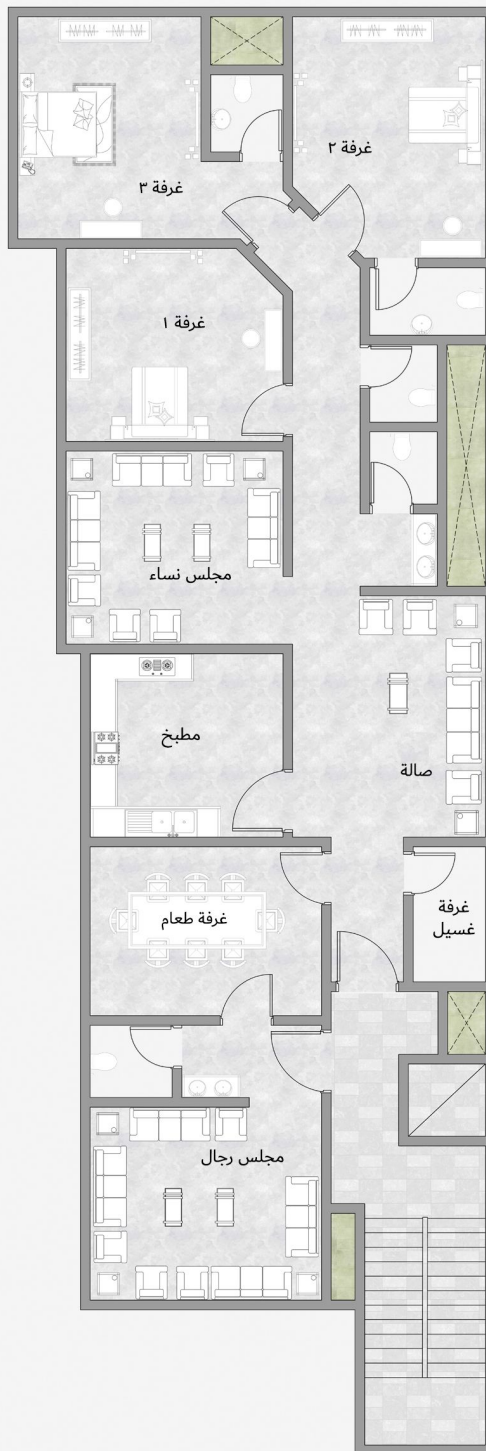 غرفة ٢
غرفة ٣
غرفة ١
مجلس نساء
مطبخ
صالة
غرفة
غسيل
غرفة طعام
مجلس رجال